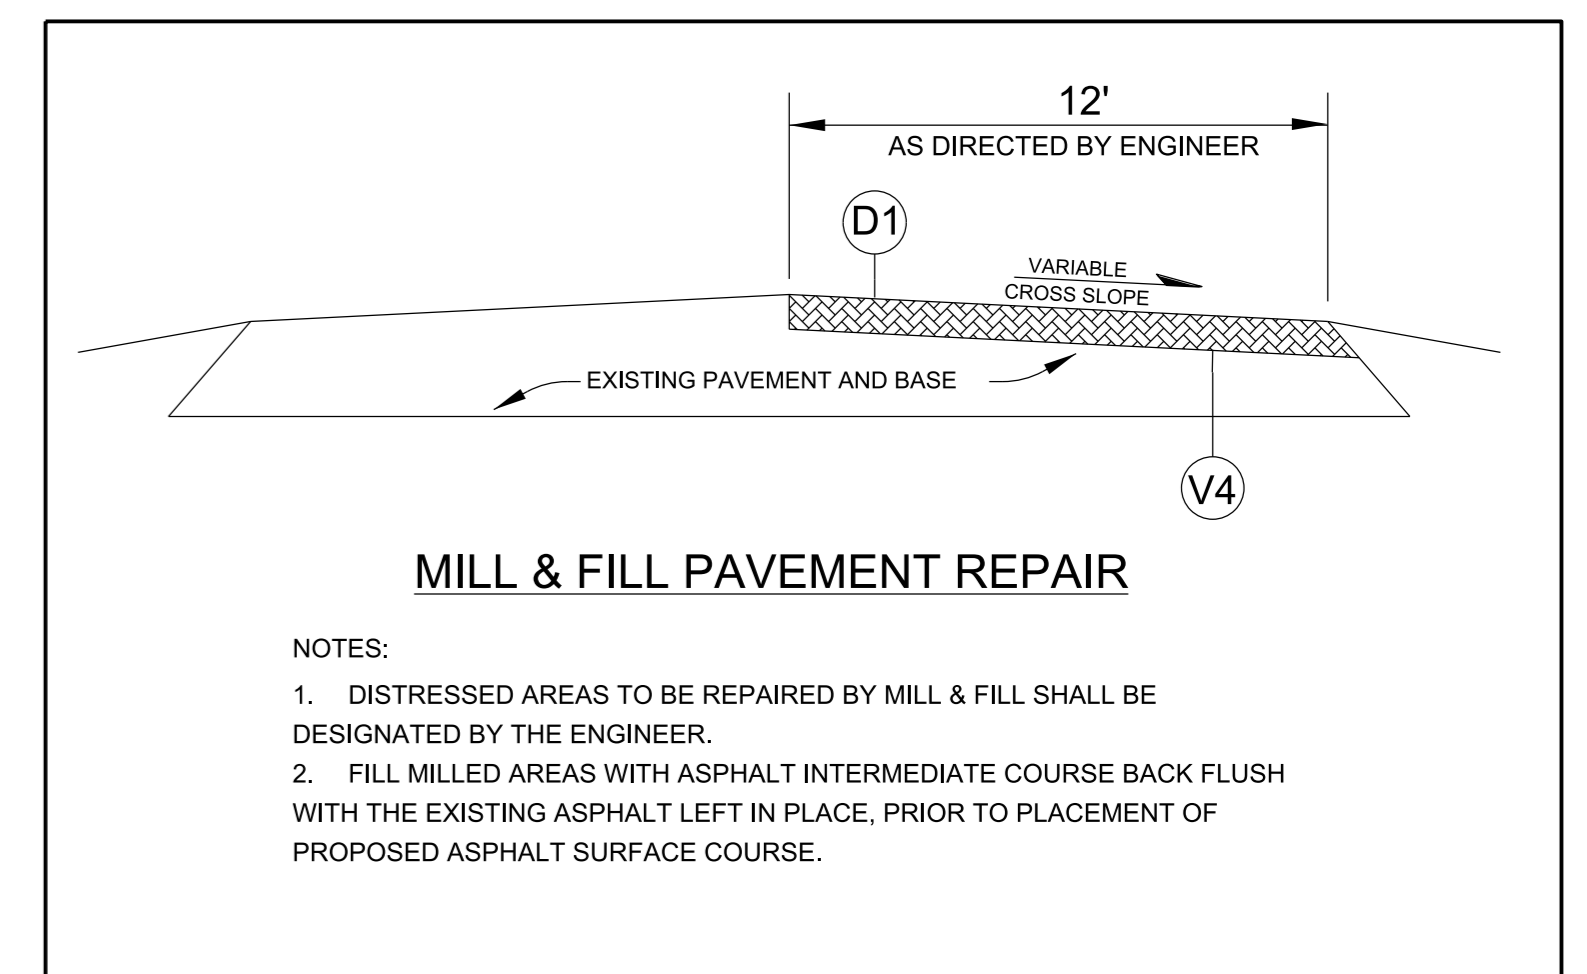 12'
AS DIRECTED BY ENGINEER
D1
VARIABLE
CROSS SLOPE
EXISTING PAVEMENT AND BASE
V4
MILL & FILL PAVEMENT REPAIR
NOTES:
1. DISTRESSED AREAS TO BE REPAIRED BY MILL & FILL SHALL BE
DESIGNATED BY THE ENGINEER.
2. FILL MILLED AREAS WITH ASPHALT INTERMEDIATE COURSE BACK FLUSH
WITH THE EXISTING ASPHALT LEFT IN PLACE, PRIOR TO PLACEMENT OF
PROPOSED ASPHALT SURFACE COURSE.